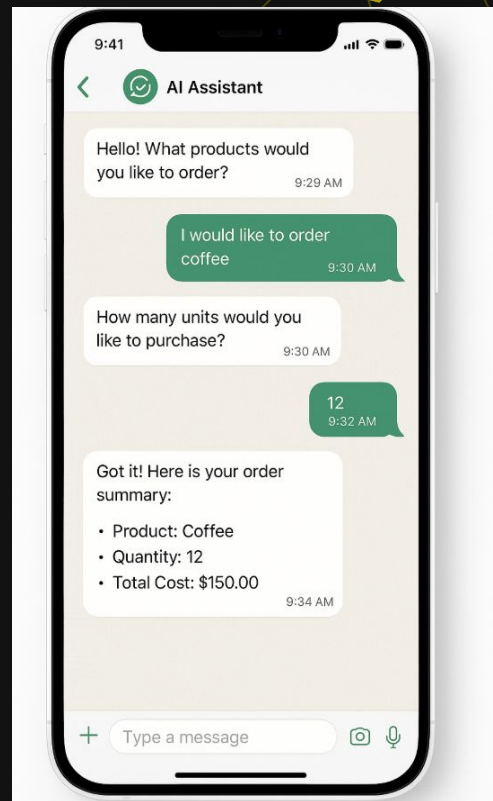 9:41
AI Assistant
Hello! What products would
you like to order?
9:29 AM
I would like to order
coffee
9:30 AM
How many units would you
like to purchase?
9:30 AM
12
9:32 AM
Got it! Here is your order
summary:
• Product: Coffee
• Quantity: 12
• Total Cost: $150.00
9:34 AM
Type a message